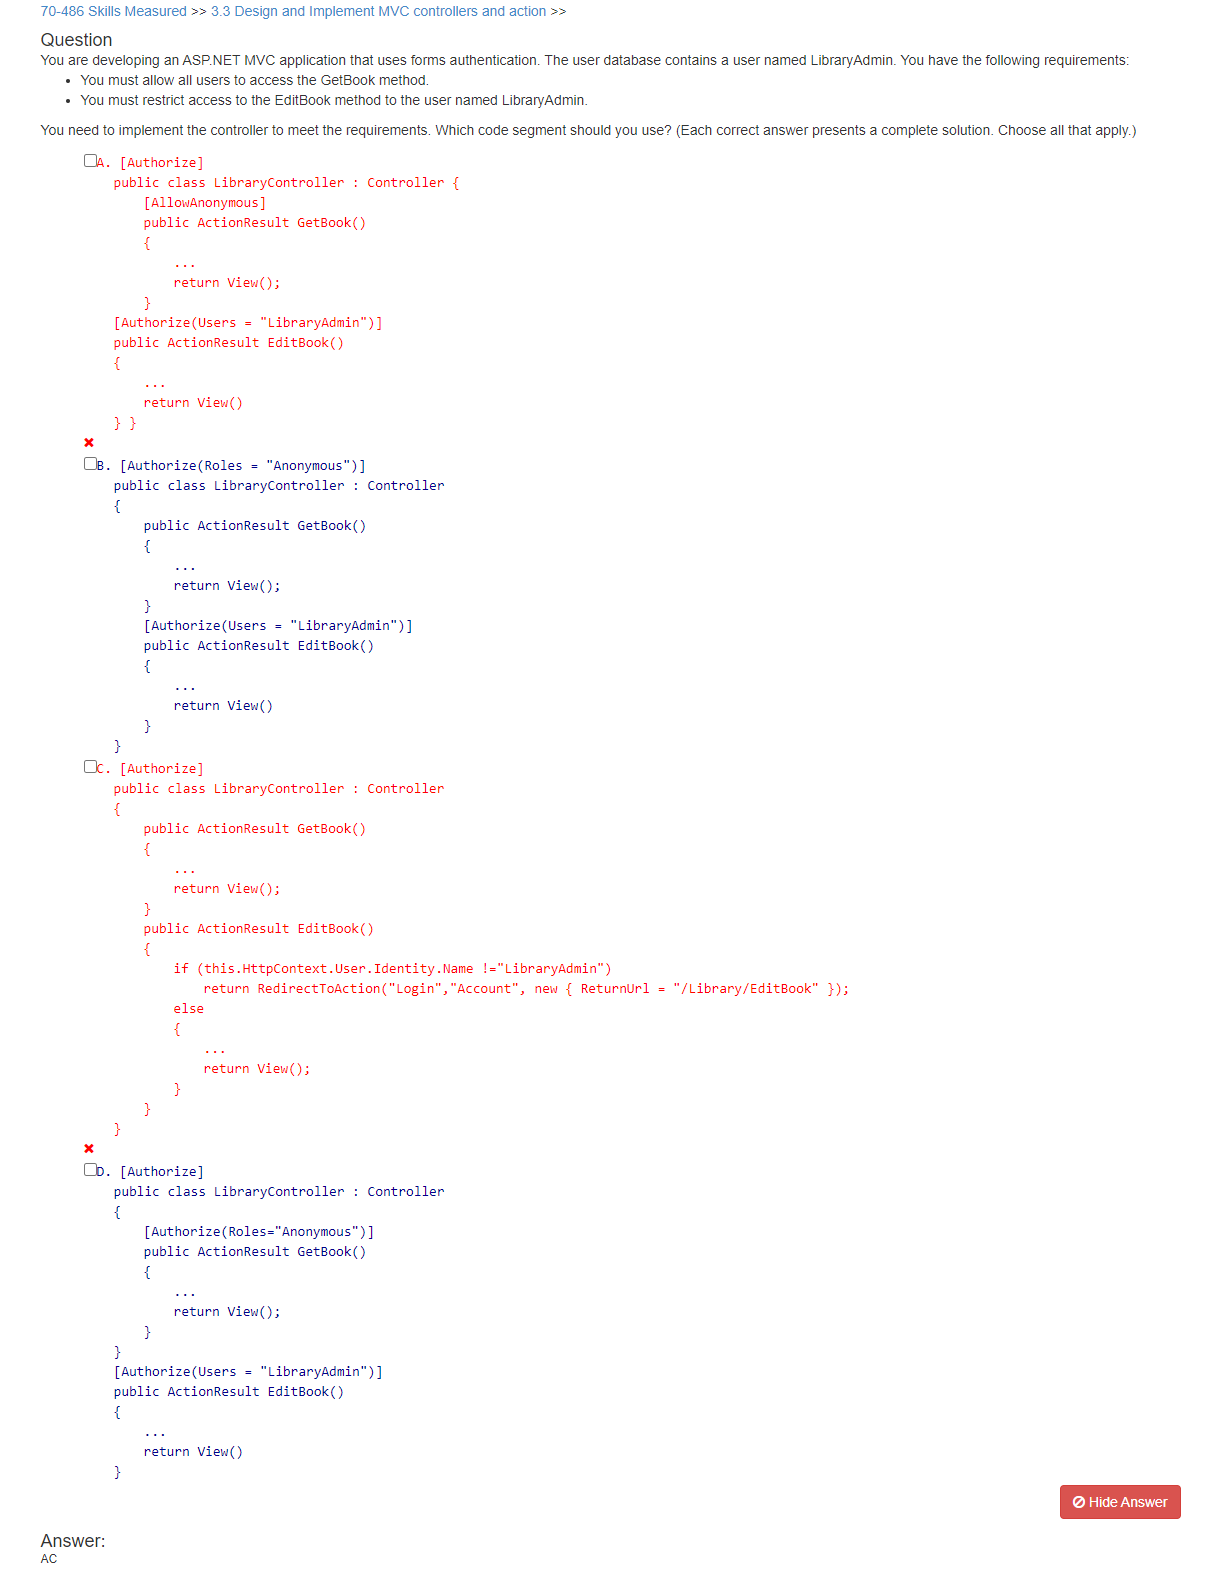 70-486 Skills Measured >> 3.3 Design and Implement MVC controllers and action >>
Question
You are developing an ASP.NET MVC application that uses forms authentication. The user database contains a user named LibraryAdmin. You have the following requirements:
• You must allow all users to access the GetBook method.
• You must restrict access to the EditBook method to the user named LibraryAdmin.
You need to implement the controller to meet the requirements. Which code segment should you use? (Each correct answer presents a complete solution. Choose all that apply.)
A. [Authorize]
public class LibraryController : Controller {
[AllowAnonymous]
public ActionResult GetBook()
{
...
return View();
}
[Authorize(Users = "LibraryAdmin")]
public ActionResult EditBook()
{
...
return View()
} }
B. [Authorize(Roles = "Anonymous")]
public class LibraryController : Controller
{
public ActionResult GetBook()
{
...
return View();
}
[Authorize(Users = "LibraryAdmin")]
public ActionResult EditBook()
{
...
return View()
}
}
C. [Authorize]
public class LibraryController : Controller
{
public ActionResult GetBook()
{
...
return View();
}
public ActionResult EditBook()
{
if (this.HttpContext.User.Identity.Name !="LibraryAdmin")
return RedirectToAction("Login","Account", new { ReturnUrl = "/Library/EditBook" });
else
{
...
return View();
}
}
}
D. [Authorize]
public class LibraryController : Controller
{
[Authorize(Roles="Anonymous")]
public ActionResult GetBook()
{
...
return View();
}
}
[Authorize(Users = "LibraryAdmin")]
public ActionResult EditBook()
{
...
return View()
}
Hide Answer
Answer:
AC